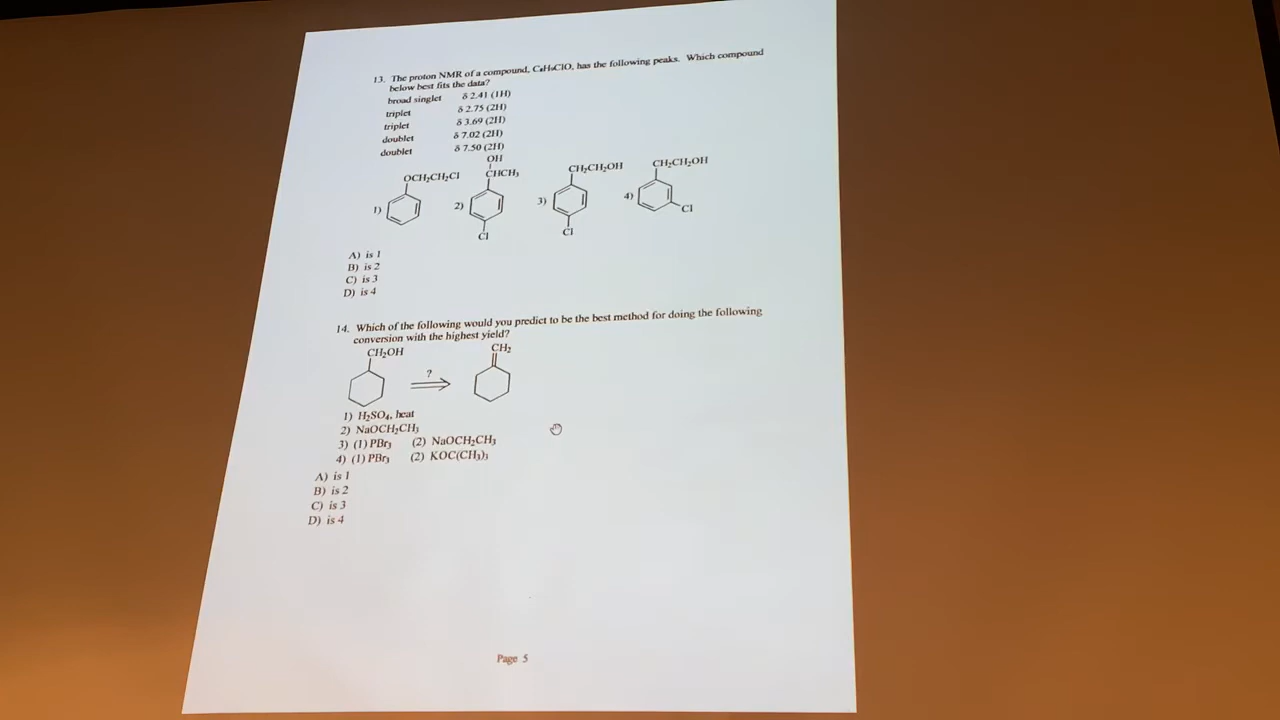 13. The proton NMR of a compound, C₈H₉ClO, has the following peaks. Which compound
below best fits the data?
broad singlet δ 2.41 (1H)
triplet δ 2.75 (2H)
triplet δ 3.69 (2H)
doublet δ 7.02 (2H)
doublet δ 7.50 (2H)
OH
OCH₂CH₂Cl CHCH₃ CH₂CH₂OH CH₂CH₂OH
1) 2) 3) 4)
Cl Cl Cl
A) is 1
B) is 2
C) is 3
D) is 4
14. Which of the following would you predict to be the best method for doing the following
conversion with the highest yield?
CH₂OH CH₂
?
1) H₂SO₄, heat
2) NaOCH₂CH₃
3) (1) PBr₃ (2) NaOCH₂CH₃
4) (1) PBr₃ (2) KOC(CH₃)₃
A) is 1
B) is 2
C) is 3
D) is 4
Page 5